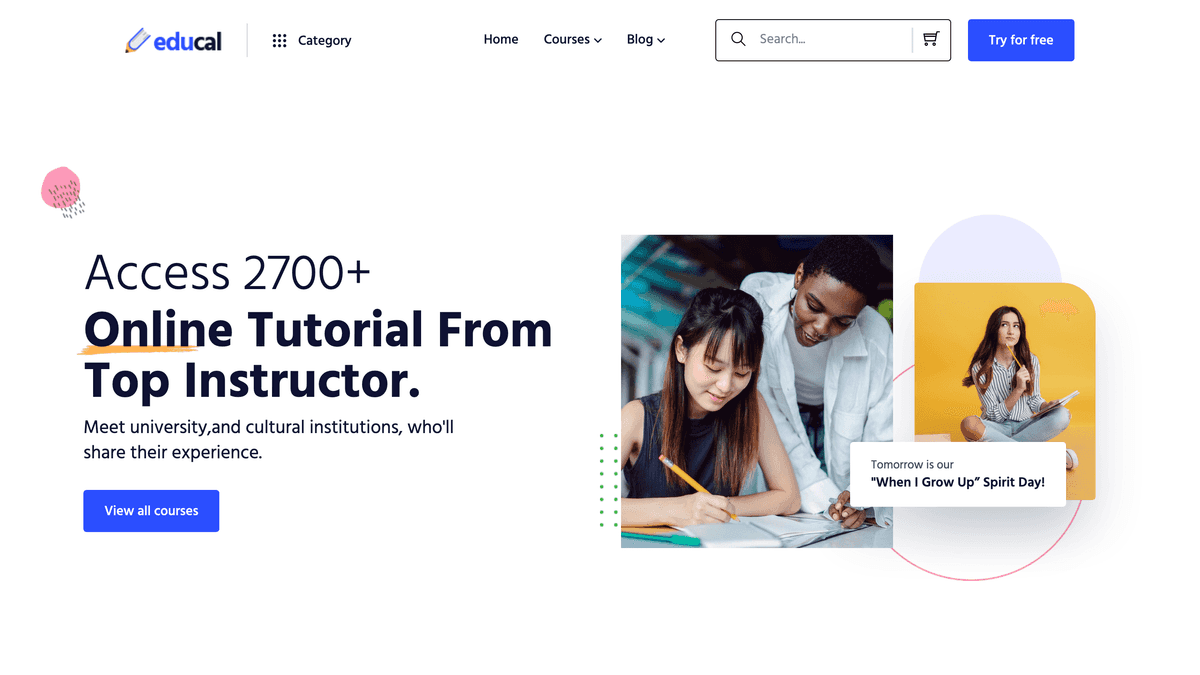 educal
Category
Home
Courses
Blog
Search...
Try for free
Access 2700+
Online Tutorial From
Top Instructor.
Meet university,and cultural institutions, who'll
share their experience.
View all courses
Tomorrow is our
"When I Grow Up” Spirit Day!